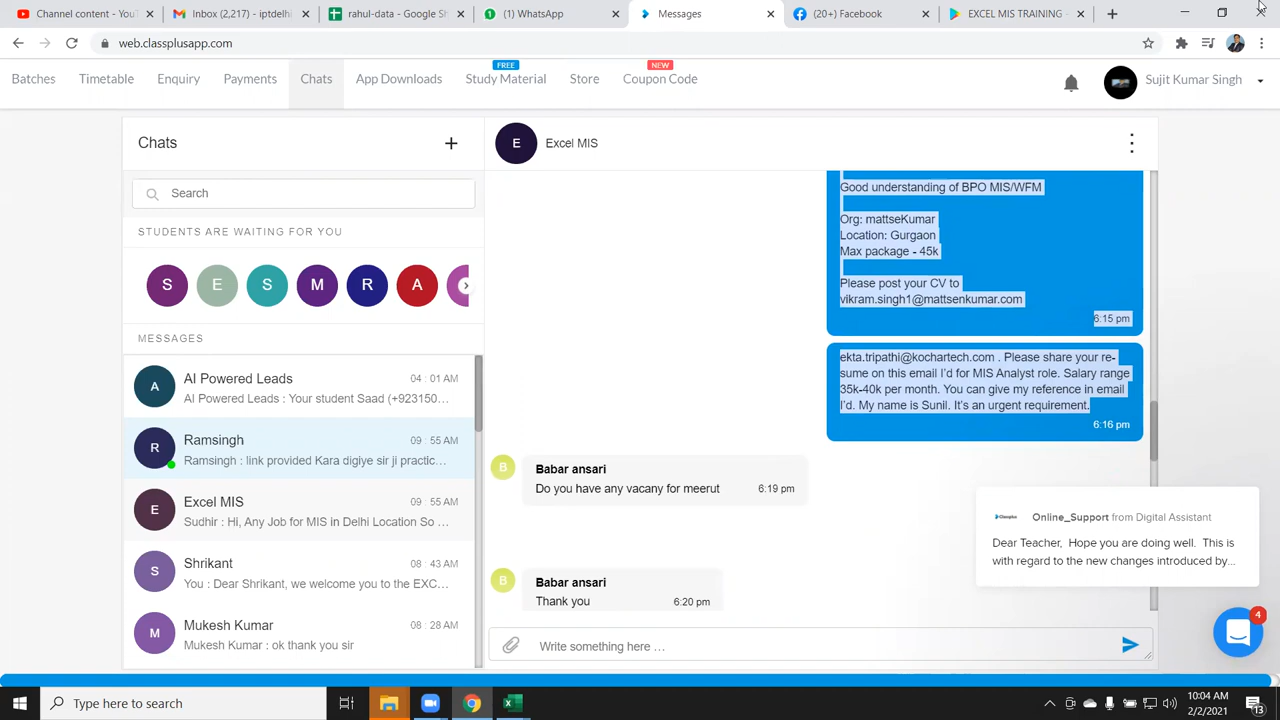 Channel content - YouTu
Inbox (2,217) - iptdelhi
rahul-data - Google Sh
(1) WhatsApp
Messages
(20+) Facebook
EXCEL MIS TRAINING -
web.classplusapp.com
FREE
NEW
Batches
Timetable
Enquiry
Payments
Chats
App Downloads
Study Material
Store
Coupon Code
Sujit Kumar Singh
Chats
E
Excel MIS
Search
STUDENTS ARE WAITING FOR YOU
S
E
S
M
R
A
MESSAGES
A
AI Powered Leads
04 : 01 AM
AI Powered Leads : Your student Saad (+923150…
R
Ramsingh
09 : 55 AM
Ramsingh : link provided Kara digiye sir ji practic…
E
Excel MIS
09 : 55 AM
Sudhir : Hi, Any Job for MIS in Delhi Location So …
S
Shrikant
08 : 43 AM
You : Dear Shrikant, we welcome you to the EXC…
M
Mukesh Kumar
08 : 28 AM
Mukesh Kumar : ok thank you sir
Good understanding of BPO MIS/WFM
Org: mattseKumar
Location: Gurgaon
Max package - 45k
Please post your CV to
vikram.singh1@mattsenkumar.com
6:15 pm
ekta.tripathi@kochartech.com . Please share your re-
sume on this email I'd for MIS Analyst role. Salary range
35k-40k per month. You can give my reference in email
I'd. My name is Sunil. It's an urgent requirement.
6:16 pm
B
Babar ansari
Do you have any vacancy for meerut
6:19 pm
B
Babar ansari
Thank you
6:20 pm
Classplus
Online_Support from Digital Assistant
Dear Teacher, Hope you are doing well. This is
with regard to the new changes introduced by...
4
Write something here …
Type here to search
10:04 AM
2/2/2021
13